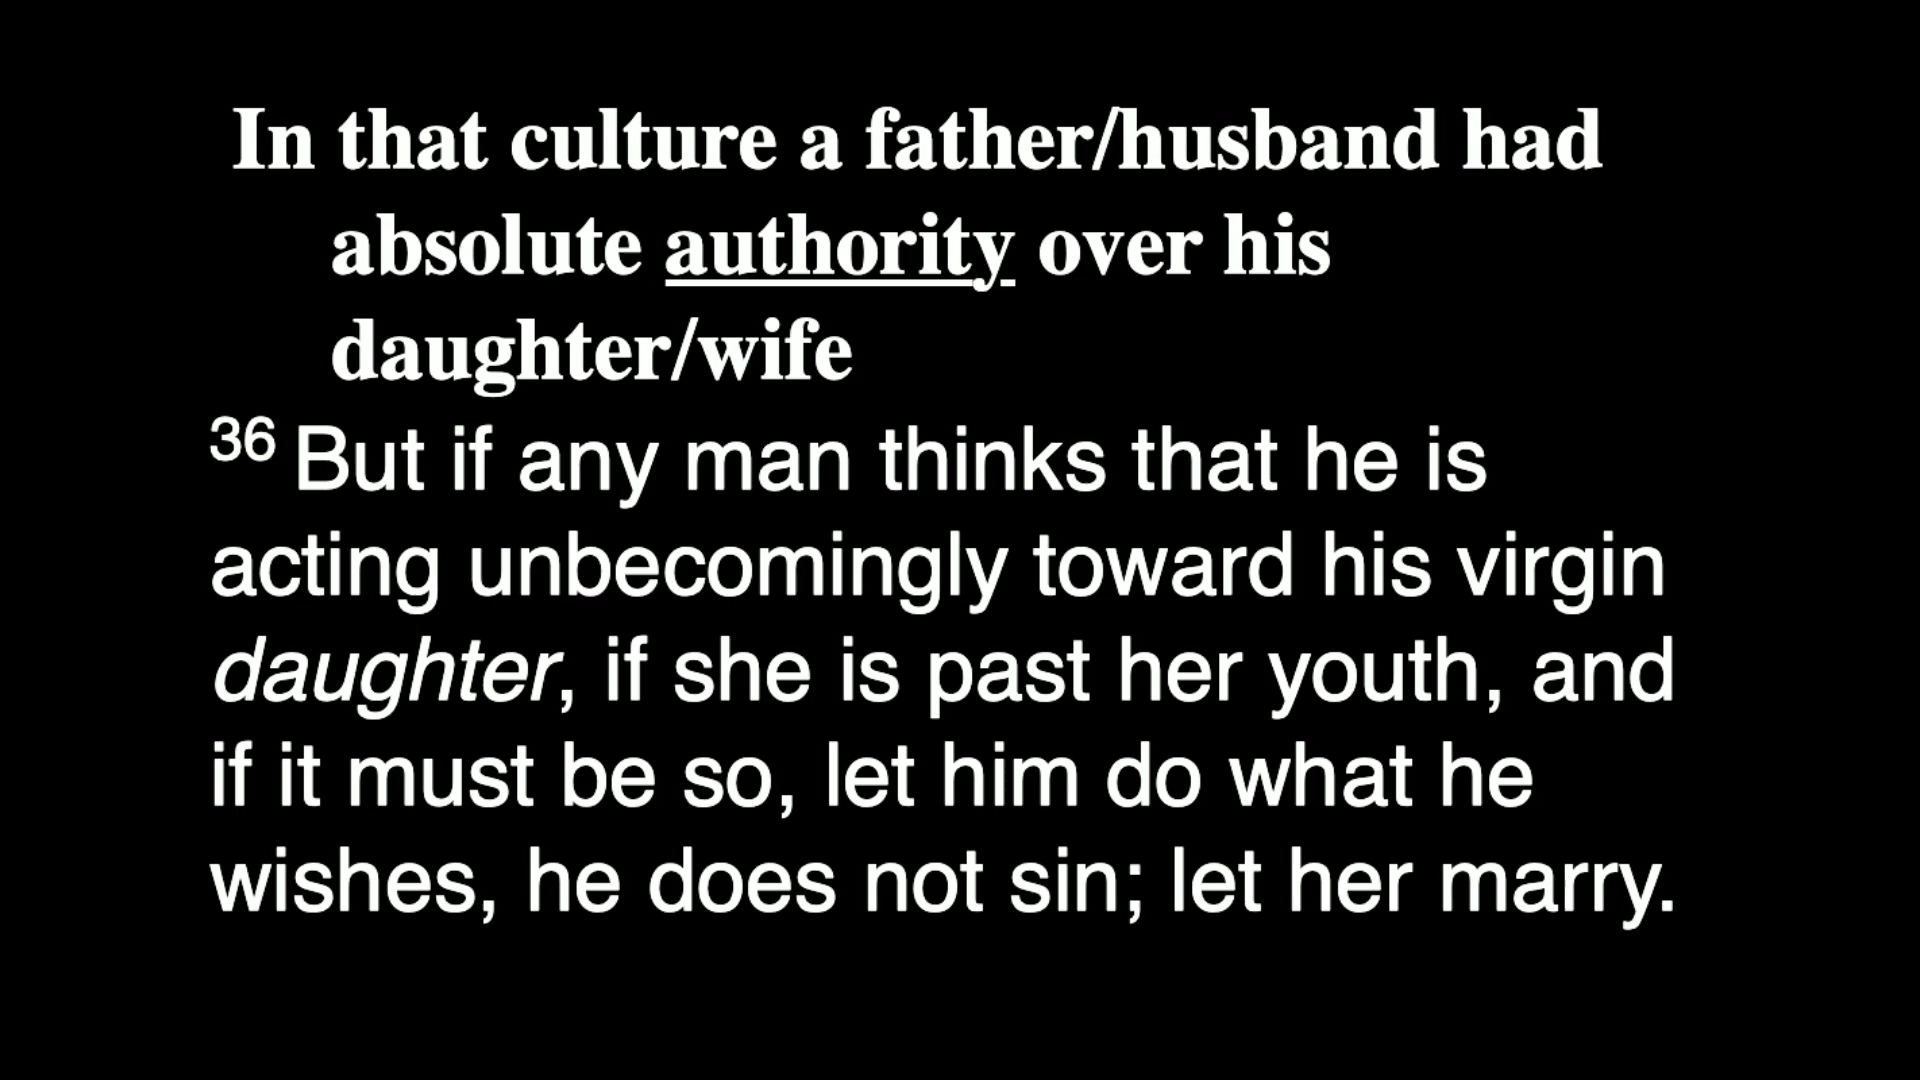 In that culture a father/husband had
absolute authority over his
daughter/wife
36 But if any man thinks that he is
acting unbecomingly toward his virgin
daughter, if she is past her youth, and
if it must be so, let him do what he
wishes, he does not sin; let her marry.